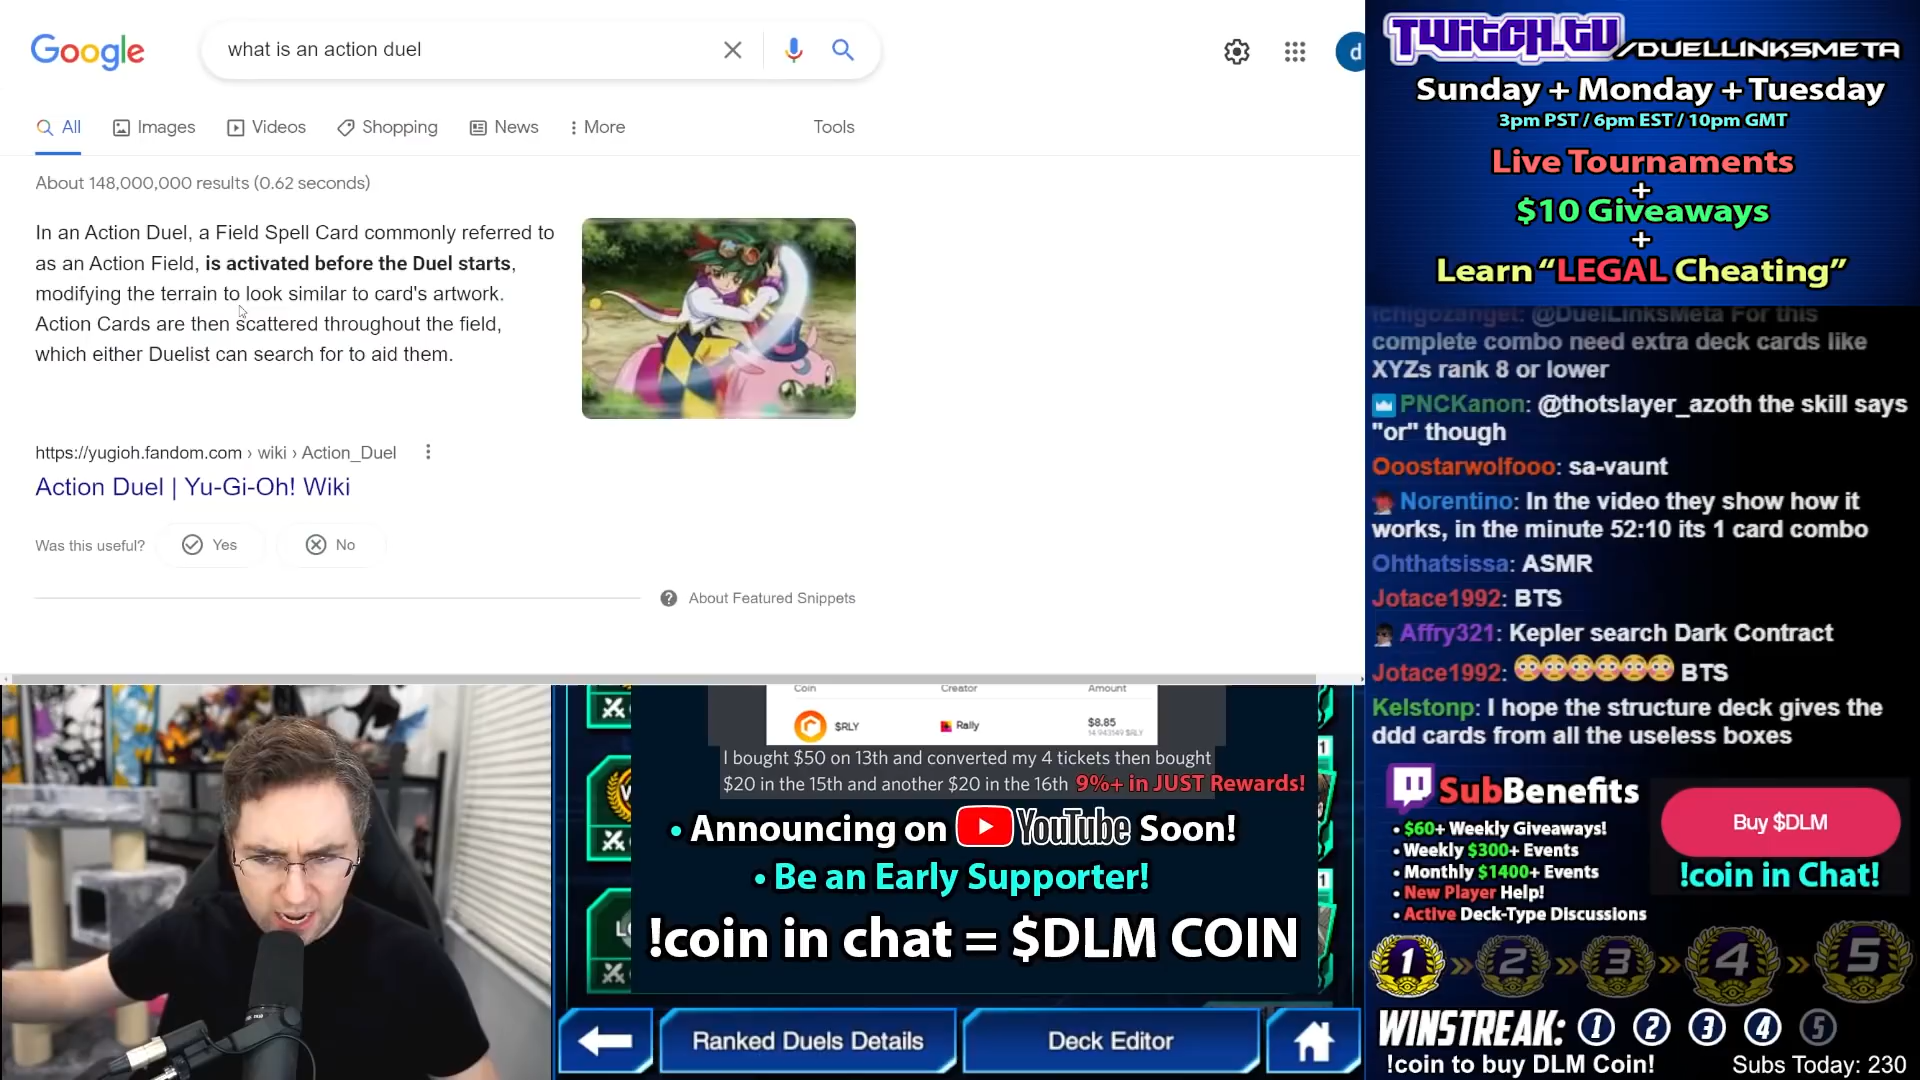 Google
what is an action duel
d
All
Images
Videos
Shopping
News
More
Tools
About 148,000,000 results (0.62 seconds)
In an Action Duel, a Field Spell Card commonly referred to
as an Action Field, is activated before the Duel starts,
modifying the terrain to look similar to card's artwork.
Action Cards are then scattered throughout the field,
which either Duelist can search for to aid them.
https://yugioh.fandom.com › wiki › Action_Duel
Action Duel | Yu-Gi-Oh! Wiki
Was this useful?
Yes
No
About Featured Snippets
TWITCH.TV/DUELLINKSMETA
Sunday + Monday + Tuesday
3pm PST / 6pm EST / 10pm GMT
Live Tournaments
+
$10 Giveaways
+
Learn “LEGAL Cheating”
ichigozanget: @DuelLinksMeta For this
complete combo need extra deck cards like
XYZs rank 8 or lower
PNCKanon: @thotslayer_azoth the skill says
"or" though
Ooostarwolfooo: sa-vaunt
Norentino: In the video they show how it
works, in the minute 52:10 its 1 card combo
Ohthatsissa: ASMR
Jotace1992: BTS
Affry321: Kepler search Dark Contract
Jotace1992: 😳😳😳😳😳😳 BTS
Kelstonp: I hope the structure deck gives the
ddd cards from all the useless boxes
SubBenefits
• $60+ Weekly Giveaways!
• Weekly $300+ Events
• Monthly $1400+ Events
• New Player Help!
• Active Deck-Type Discussions
Buy $DLM
!coin in Chat!
1 » 2 » 3 » 4 » 5
WINSTREAK: 1 2 3 4 5
!coin to buy DLM Coin!
Subs Today: 230
Coin Creator Amount
$RLY Rally $8.85
I bought $50 on 13th and converted my 4 tickets then bought
$20 in the 15th and another $20 in the 16th 9%+ in JUST Rewards!
• Announcing on YouTube Soon!
• Be an Early Supporter!
!coin in chat = $DLM COIN
1
1
Ranked Duels Details
Deck Editor